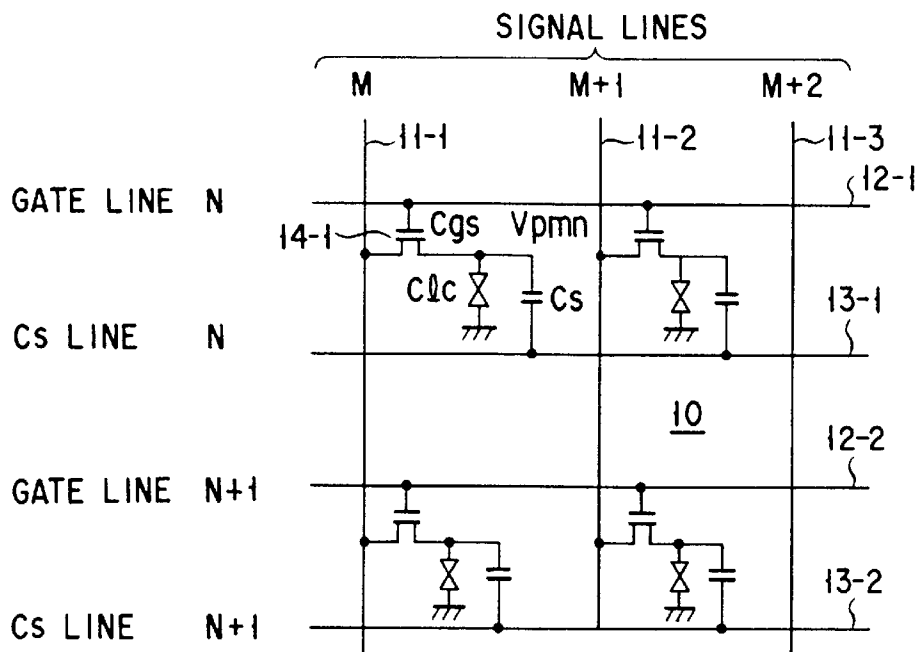 SIGNAL LINES
M M+1 M+2
11-1 11-2 11-3
12-1
GATE LINE N
14-1 Cgs Vpmn
Cℓc Cs 13-1
Cs LINE N
10
12-2
GATE LINE N+1
13-2
Cs LINE N+1